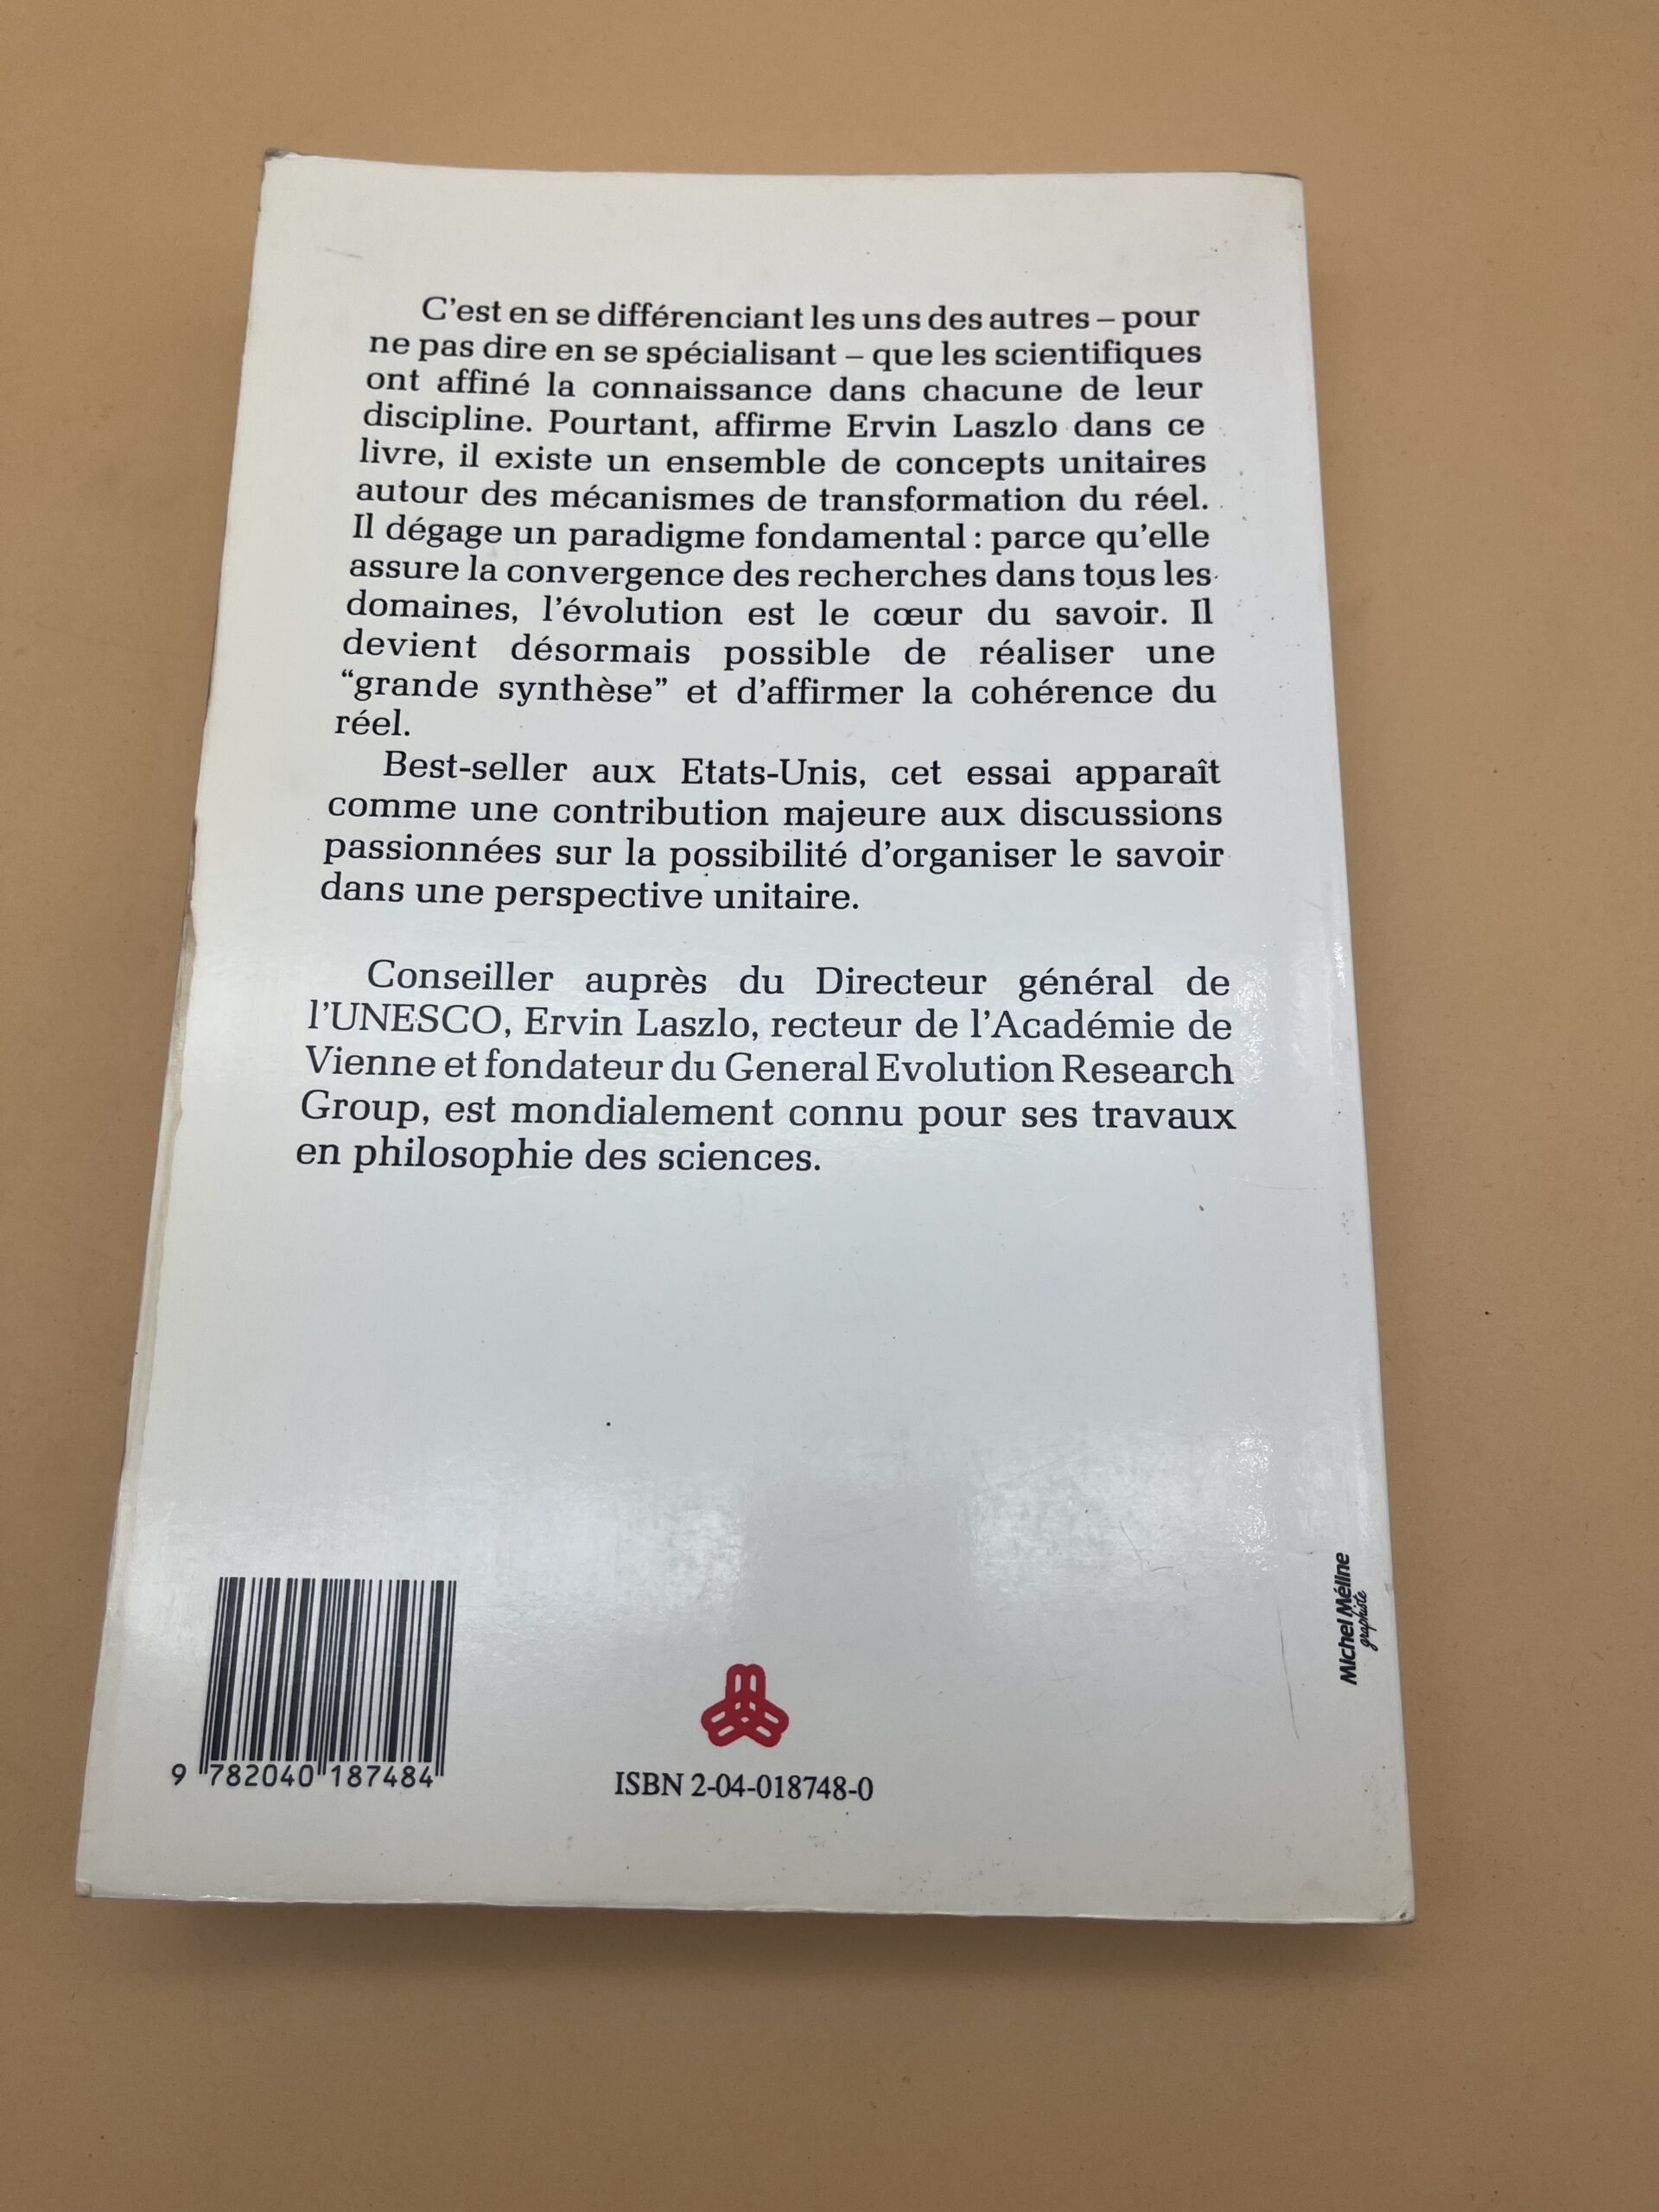 C'est en se différenciant les uns des autres – pour
ne pas dire en se spécialisant – que les scientifiques
ont affiné la connaissance dans chacune de leur
discipline. Pourtant, affirme Ervin Laszlo dans ce
livre, il existe un ensemble de concepts unitaires
autour des mécanismes de transformation du réel.
Il dégage un paradigme fondamental : parce qu'elle
assure la convergence des recherches dans tous les
domaines, l'évolution est le cœur du savoir. Il
devient désormais possible de réaliser une
“grande synthèse” et d'affirmer la cohérence du
réel.
Best-seller aux Etats-Unis, cet essai apparaît
comme une contribution majeure aux discussions
passionnées sur la possibilité d'organiser le savoir
dans une perspective unitaire.
Conseiller auprès du Directeur général de
l'UNESCO, Ervin Laszlo, recteur de l'Académie de
Vienne et fondateur du General Evolution Research
Group, est mondialement connu pour ses travaux
en philosophie des sciences.
Michel Méline
graphiste
9 782040 187484
ISBN 2-04-018748-0